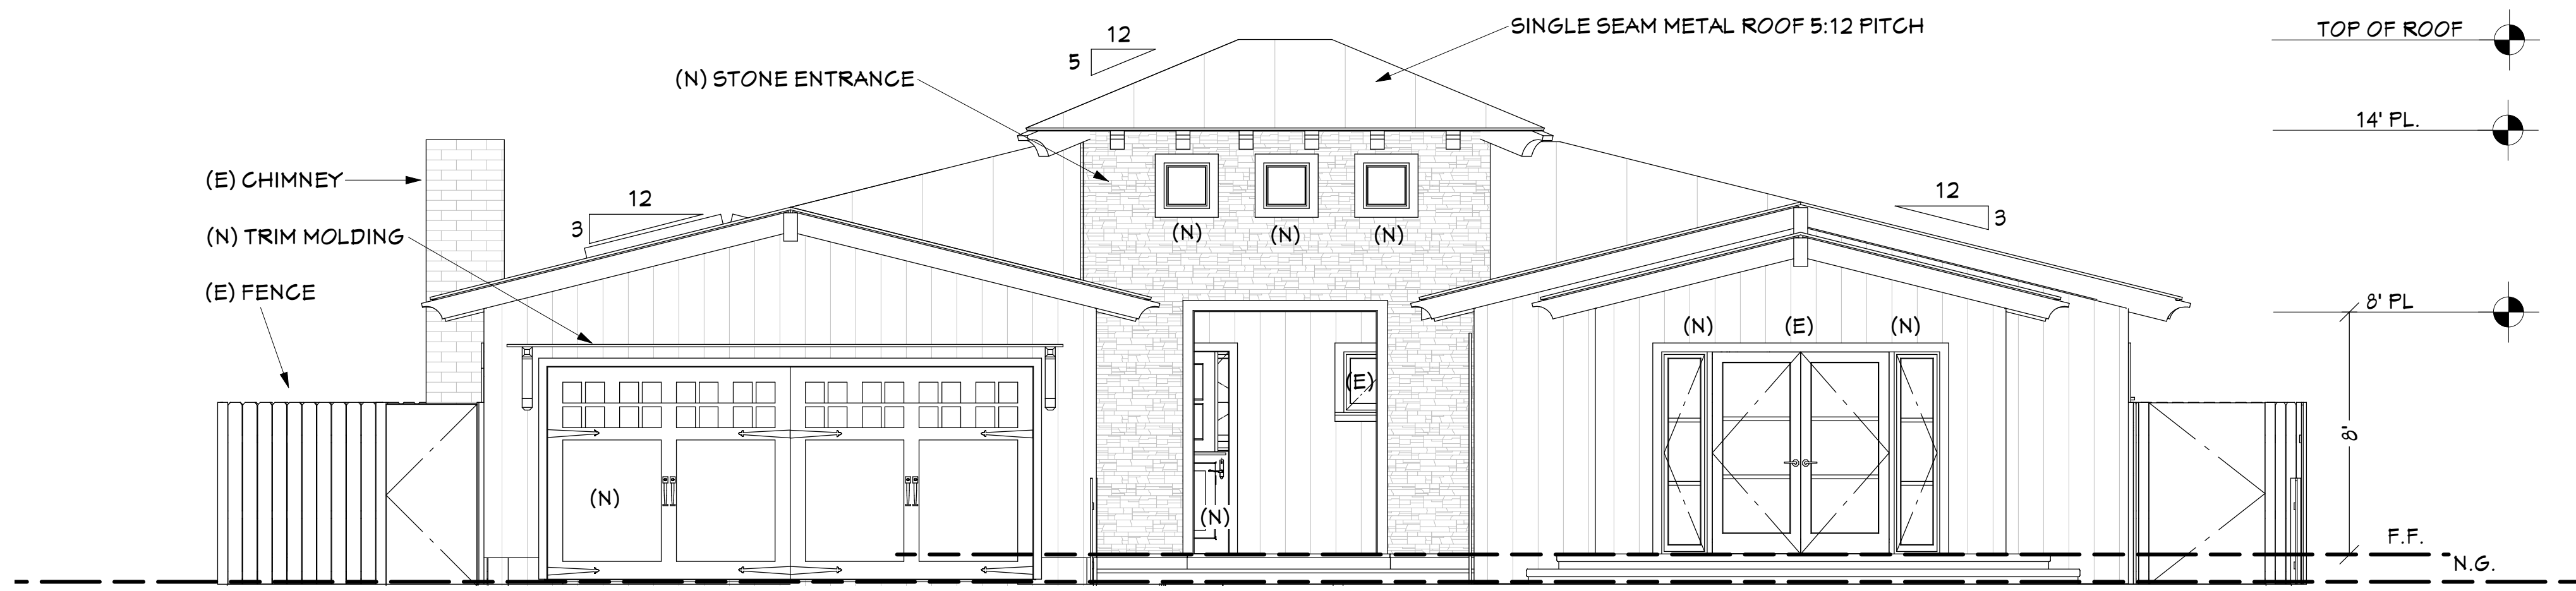 SINGLE SEAM METAL ROOF 5:12 PITCH
TOP OF ROOF
12
5
(N) STONE ENTRANCE
14' PL.
(E) CHIMNEY
12
3
12
3
(N) TRIM MOLDING
(N)
(N)
(N)
(E) FENCE
8' PL
(N)
(E)
(N)
(E)
8'
(N)
(N)
F.F.
N.G.